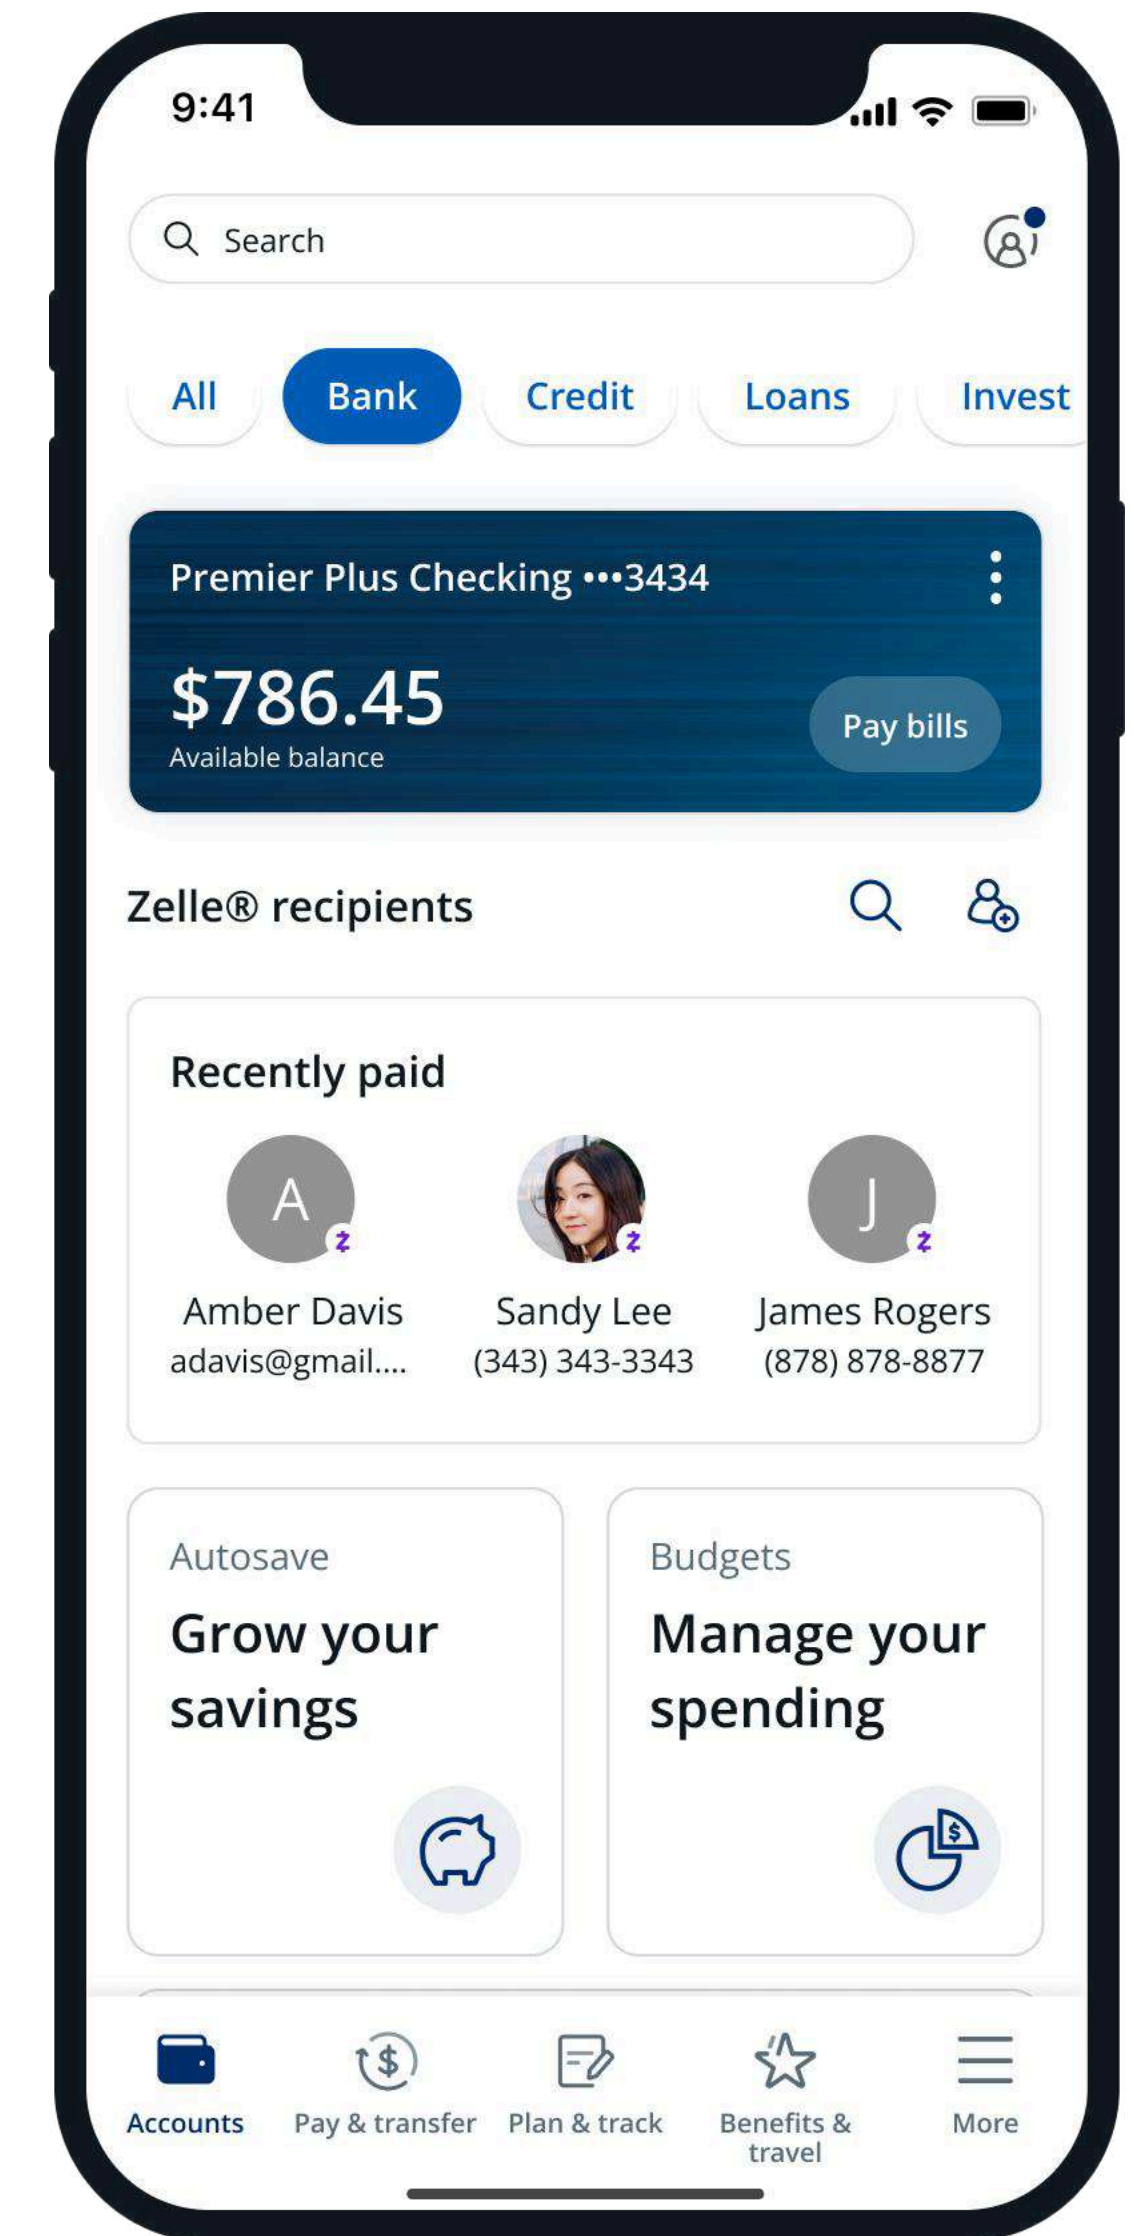 9:41
Search
All Bank Credit Loans Invest
Premier Plus Checking •••3434
$786.45
Available balance
Pay bills
Zelle® recipients
Recently paid
A J
Amber Davis Sandy Lee James Rogers
adavis@gmail.... (343) 343-3343 (878) 878-8877
Autosave
Grow your
savings
Budgets
Manage your
spending
$
$
Accounts Pay & transfer Plan & track Benefits &
travel
More